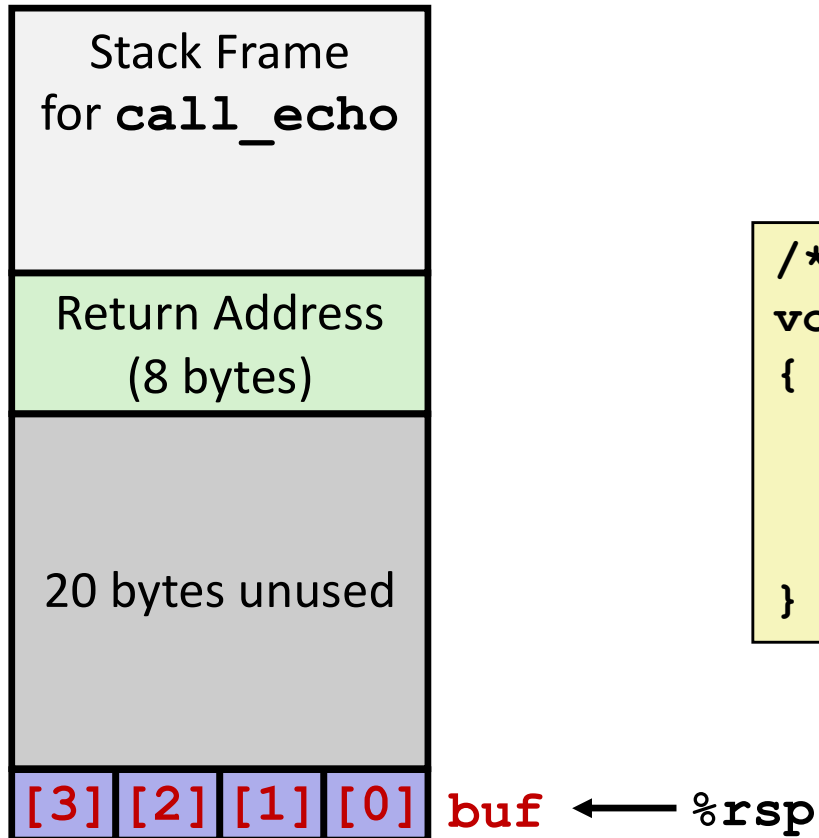 Stack Frame
for call_echo
Return Address
(8 bytes)
20 bytes unused
[3] [2] [1] [0] buf %rsp
/*
vo
{
}